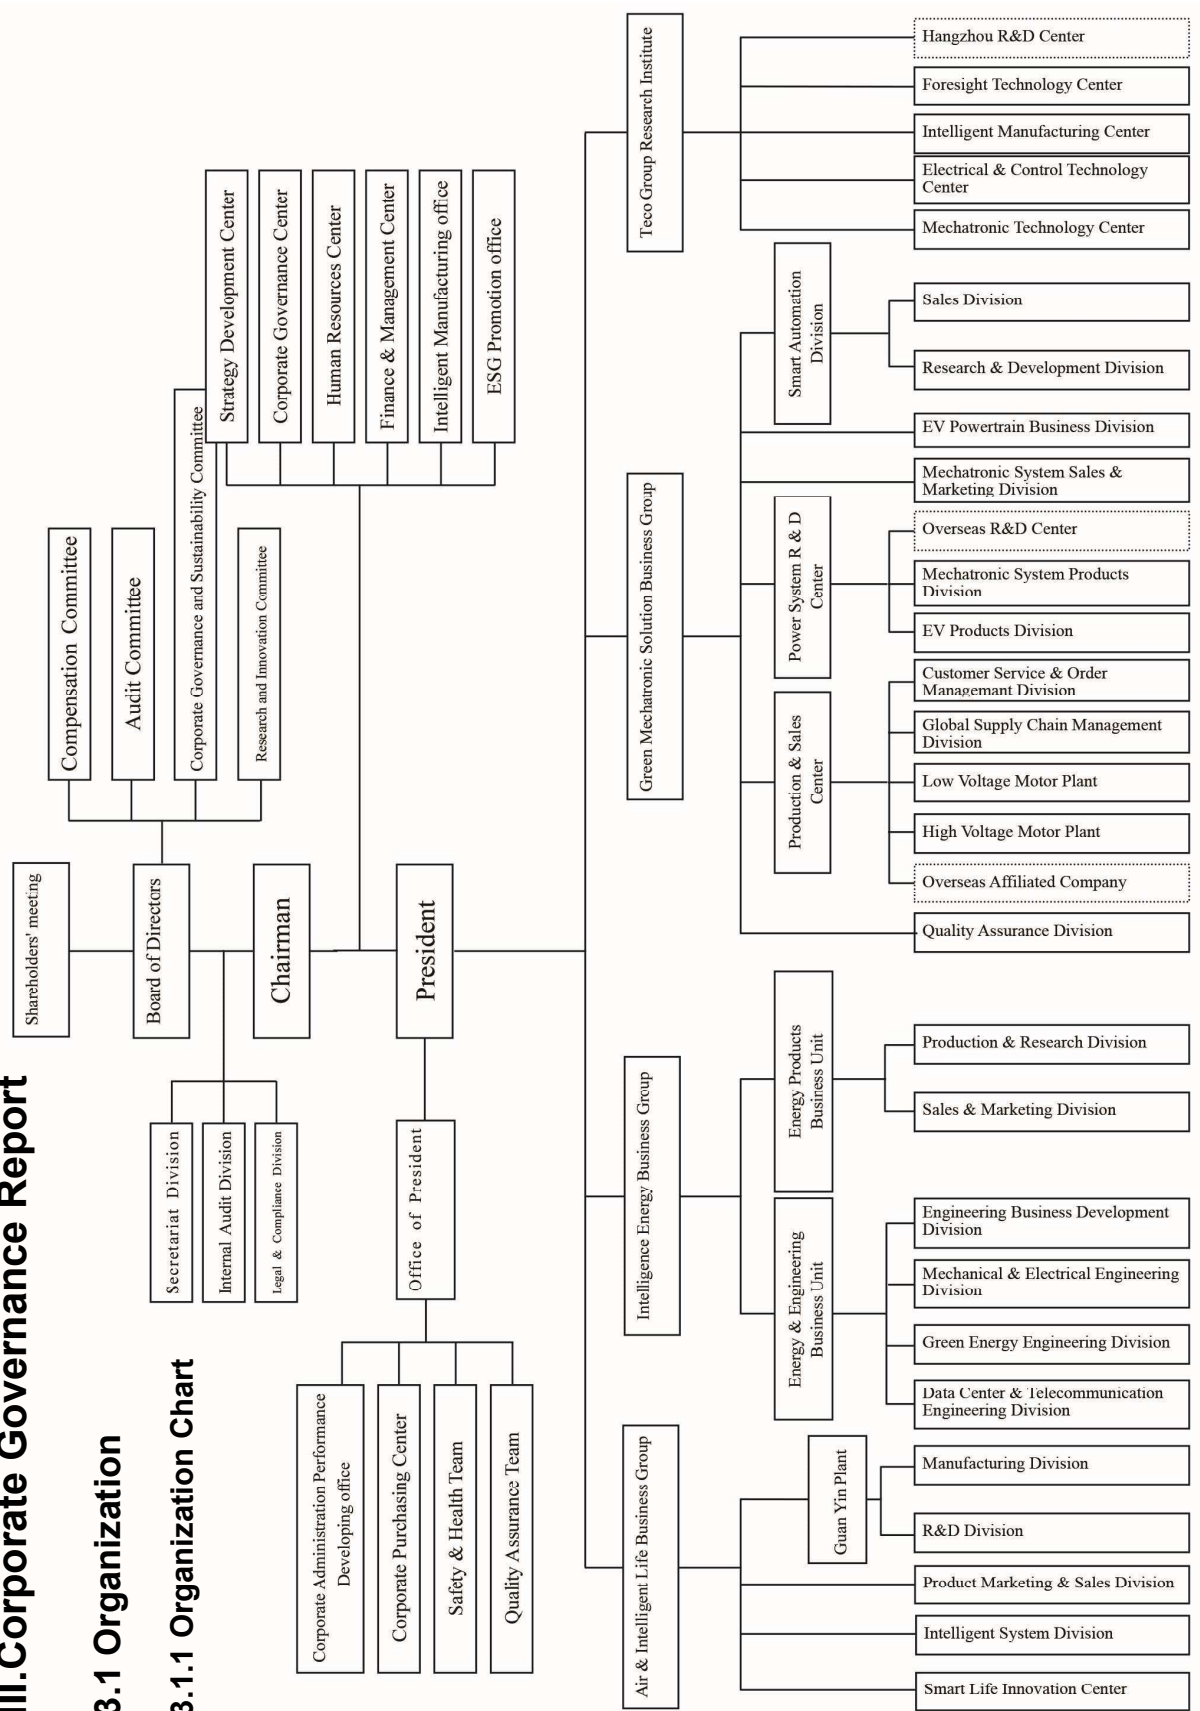 III.Corporate Governance Report
3.1 Organization
3.1.1 Organization Chart
Shareholders' meeting
Board of Directors
Compensation Committee
Audit Committee
Corporate Governance and Sustainability Committee
Research and Innovation Committee
Secretariat Division
Internal Audit Division
Legal & Compliance Division
Chairman
Strategy Development Center
Corporate Governance Center
Human Resources Center
Finance & Management Center
Intelligent Manufacturing office
ESG Promotion office
President
Office of President
Corporate Administration Performance
Developing office
Corporate Purchasing Center
Safety & Health Team
Quality Assurance Team
Air & Intelligent Life Business Group
Intelligence Energy Business Group
Green Mechatronic Solution Business Group
Teco Group Research Institute
Guan Yin Plant
Energy & Engineering
Business Unit
Energy Products
Business Unit
Production & Sales
Center
Power System R & D
Center
Smart Automation
Division
Hangzhou R&D Center
Foresight Technology Center
Intelligent Manufacturing Center
Electrical & Control Technology
Center
Mechatronic Technology Center
Sales Division
Research & Development Division
EV Powertrain Business Division
Mechatronic System Sales &
Marketing Division
Overseas R&D Center
Mechatronic System Products
Division
EV Products Division
Customer Service & Order
Management Division
Global Supply Chain Management
Division
Low Voltage Motor Plant
High Voltage Motor Plant
Overseas Affiliated Company
Quality Assurance Division
Production & Research Division
Sales & Marketing Division
Engineering Business Development
Division
Mechanical & Electrical Engineering
Division
Green Energy Engineering Division
Data Center & Telecommunication
Engineering Division
Manufacturing Division
R&D Division
Product Marketing & Sales Division
Intelligent System Division
Smart Life Innovation Center